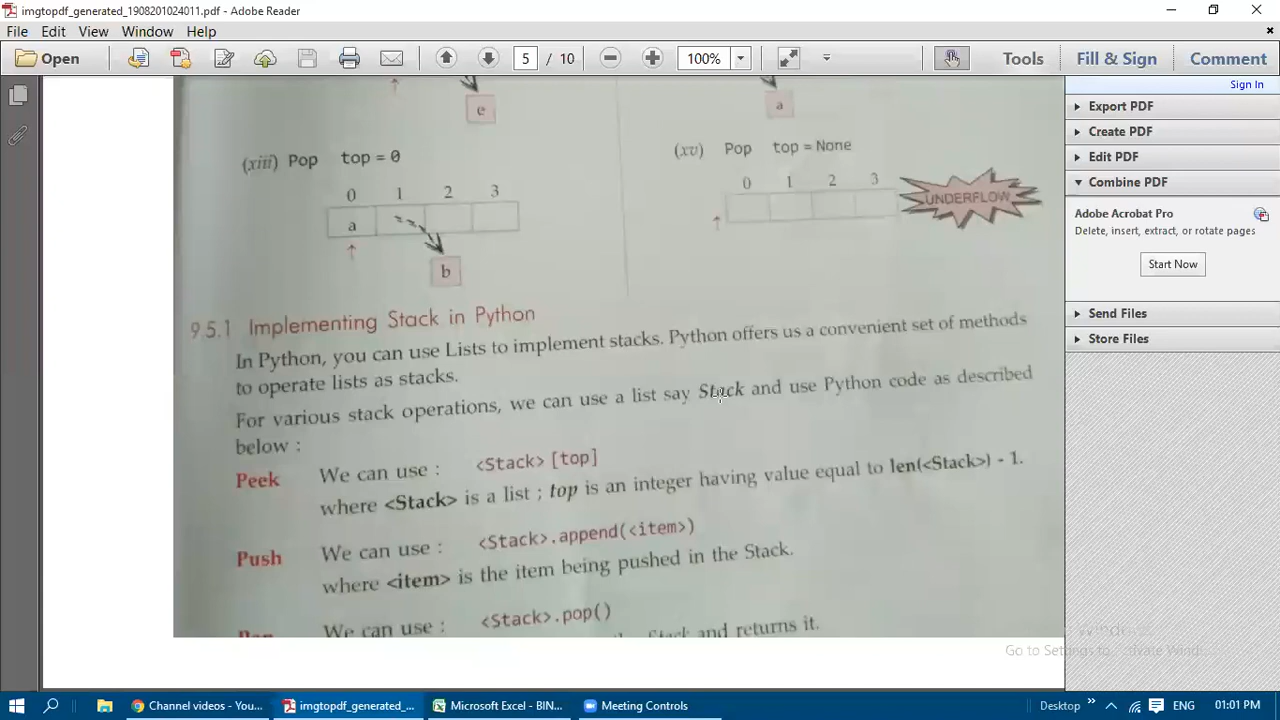 imgtopdf_generated_1908201024011.pdf - Adobe Reader
File Edit View Window Help
Open 5 / 10 100% Tools Fill & Sign Comment
Sign In
Export PDF
Create PDF
Edit PDF
Combine PDF
Adobe Acrobat Pro
Delete, insert, extract, or rotate pages
Start Now
Send Files
Store Files
e
(xiii) Pop top = 0
0 1 2 3
a
b
a
(xv) Pop top = None
0 1 2 3
UNDERFLOW
9.5.1 Implementing Stack in Python
In Python, you can use Lists to implement stacks. Python offers us a convenient set of methods
to operate lists as stacks.
For various stack operations, we can use a list say Stack and use Python code as described
below :
Peek We can use : <Stack> [top]
where <Stack> is a list ; top is an integer having value equal to len(<Stack>) - 1.
Push We can use : <Stack>.append(<item>)
where <item> is the item being pushed in the Stack.
We can use : <Stack>.pop()
Stack and returns it.
Activate Windows
Go to Settings to activate Windows
Channel videos - You... imgtopdf_generated_... Microsoft Excel - BIN... Meeting Controls Desktop ENG 01:01 PM